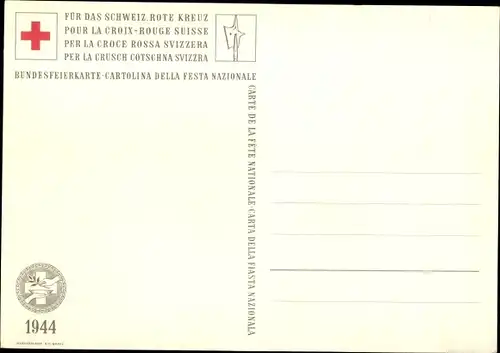 FÜR DAS SCHWEIZ. ROTE KREUZ
POUR LA CROIX-ROUGE SUISSE
PER LA CROCE ROSSA SVIZZERA
PER LA CRUSCH COTSCHNA SVIZZRA
BUNDESFEIERKARTE · CARTOLINA DELLA FESTA NAZIONALE
CARTE DE LA FÊTE NATIONALE · CARTA DELLA FIASTA NAZIONALA
1944